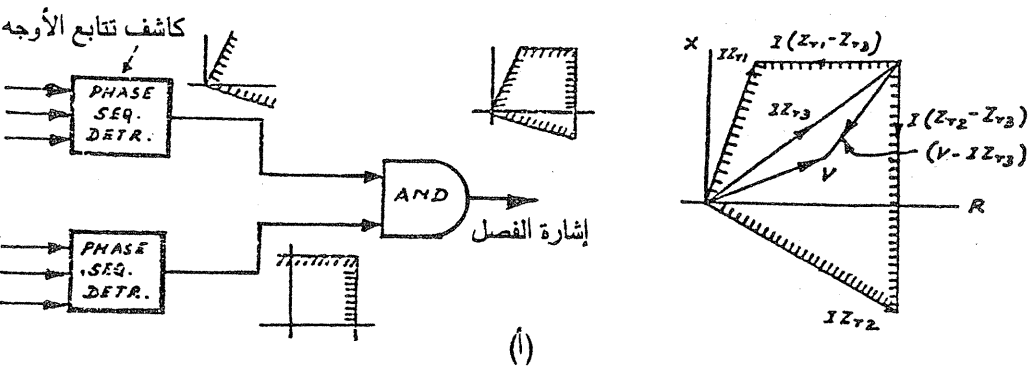 كاشف تتابع الأوجه
PHASE
SEQ.
DETR.
PHASE
SEQ.
DETR.
AND
إشارة الفصل
(أ)
X
IZr1
I(Zr1-Zr3)
IZr3
I(Zr2-Zr3)
(V-IZr3)
V
R
IZr2